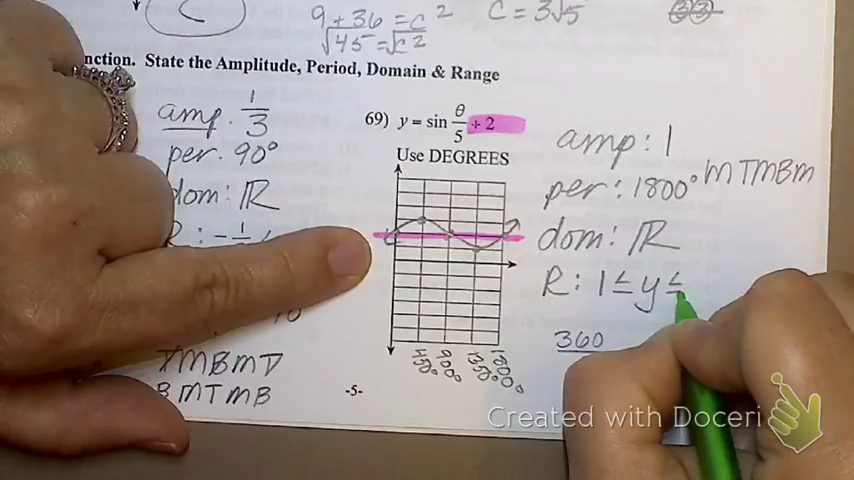 9 + 36 = c²
√45 = √c²
c = 3√5
C
nction. State the Amplitude, Period, Domain & Range
amp. 1/3
per. 90°
dom: ℝ
69) y = sin θ/5 + 2
Use DEGREES
amp: 1
per: 1800° MTMBM
dom: ℝ
R: 1 ≤ y ≤
360
450° 900° 1350° 1800°
BMTMB
-5-
Created with Doceri